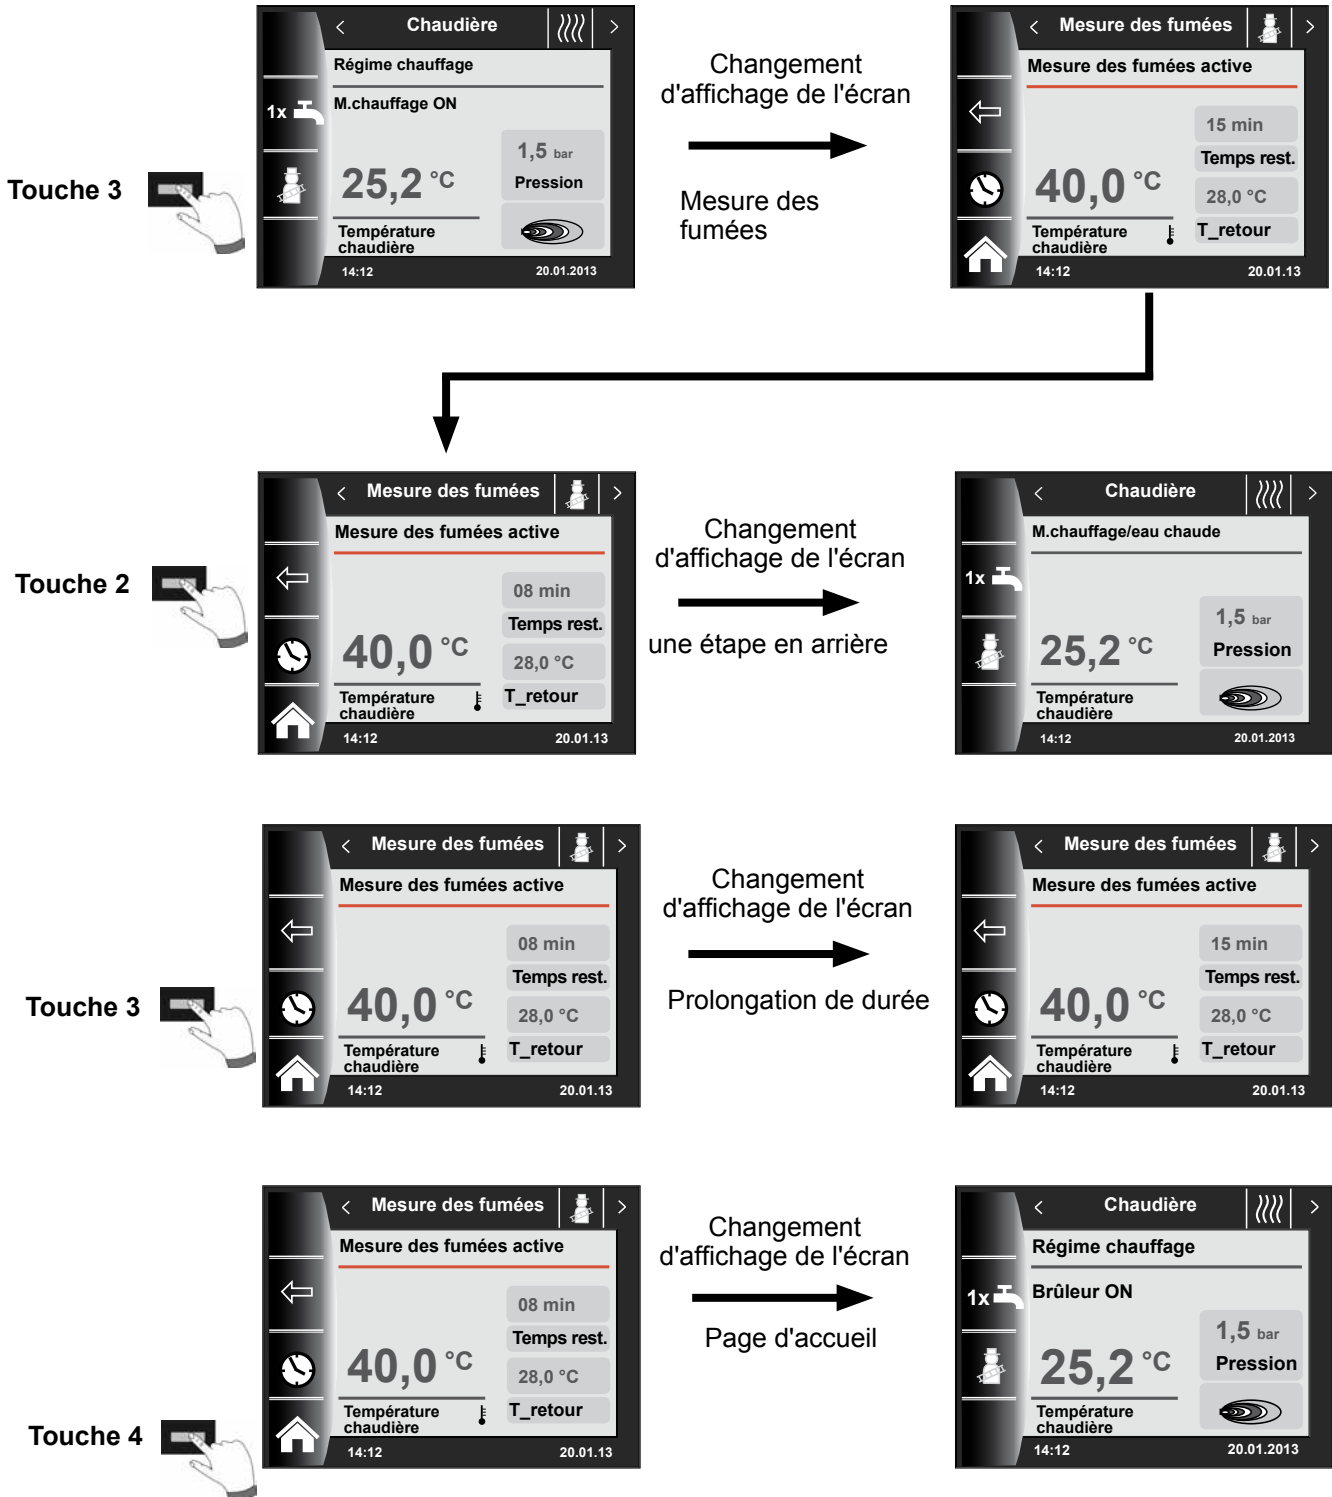 Touche 3
< Chaudière >
Régime chauffage
1x
M.chauffage ON
1,5 bar
Pression
25,2 °C
Température
chaudière
14:12 20.01.2013
Changement
d'affichage de l'écran
Mesure des
fumées
< Mesure des fumées >
Mesure des fumées active
15 min
Temps rest.
40,0 °C
28,0 °C
T_retour
Température
chaudière
14:12 20.01.13
Touche 2
< Mesure des fumées >
Mesure des fumées active
08 min
Temps rest.
40,0 °C
28,0 °C
T_retour
Température
chaudière
14:12 20.01.13
Changement
d'affichage de l'écran
une étape en arrière
< Chaudière >
M.chauffage/eau chaude
1x
1,5 bar
Pression
25,2 °C
Température
chaudière
14:12 20.01.2013
Touche 3
< Mesure des fumées >
Mesure des fumées active
08 min
Temps rest.
40,0 °C
28,0 °C
T_retour
Température
chaudière
14:12 20.01.13
Changement
d'affichage de l'écran
Prolongation de durée
< Mesure des fumées >
Mesure des fumées active
15 min
Temps rest.
40,0 °C
28,0 °C
T_retour
Température
chaudière
14:12 20.01.13
Touche 4
< Mesure des fumées >
Mesure des fumées active
08 min
Temps rest.
40,0 °C
28,0 °C
T_retour
Température
chaudière
14:12 20.01.13
Changement
d'affichage de l'écran
Page d'accueil
< Chaudière >
Régime chauffage
1x
Brûleur ON
1,5 bar
Pression
25,2 °C
Température
chaudière
14:12 20.01.2013